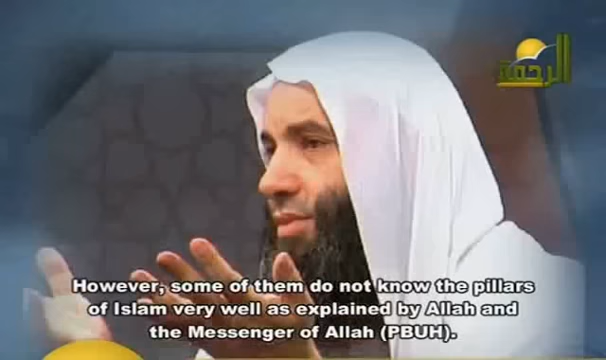 الرحمة
However, some of them do not know the pillars
of Islam very well as explained by Allah and
the Messenger of Allah (PBUH).